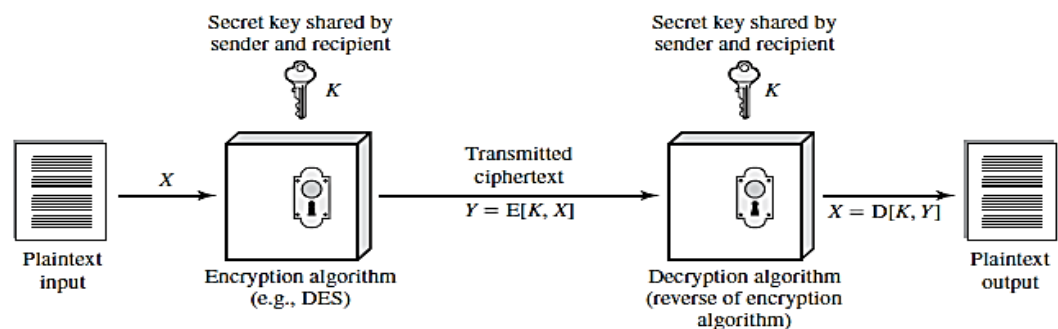 Secret key shared by
sender and recipient
K
Secret key shared by
sender and recipient
K
X
Transmitted
ciphertext
Y = E[K, X]
X = D[K, Y]
Plaintext
input
Encryption algorithm
(e.g., DES)
Decryption algorithm
(reverse of encryption
algorithm)
Plaintext
output